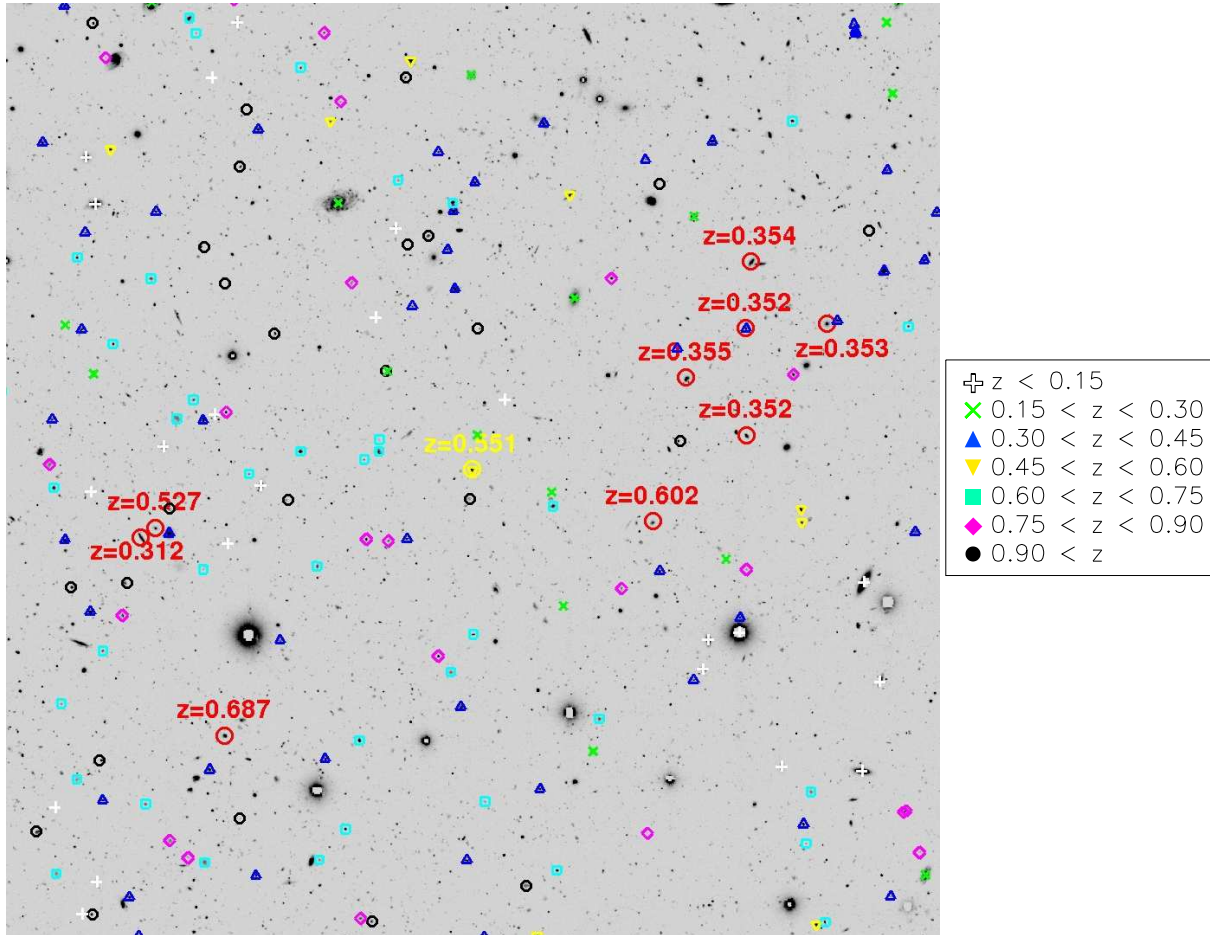 z=0.354
z=0.352
z=0.353
z=0.355
z=0.352
z=0.551
z=0.527
z=0.602
z=0.312
z=0.687
z < 0.15
0.15 < z < 0.30
0.30 < z < 0.45
0.45 < z < 0.60
0.60 < z < 0.75
0.75 < z < 0.90
0.90 < z